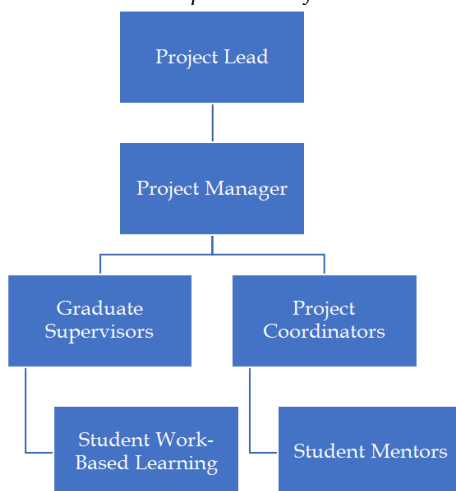 Project Lead
Project Manager
Graduate
Supervisors
Project
Coordinators
Student Work-
Based Learning
Student Mentors